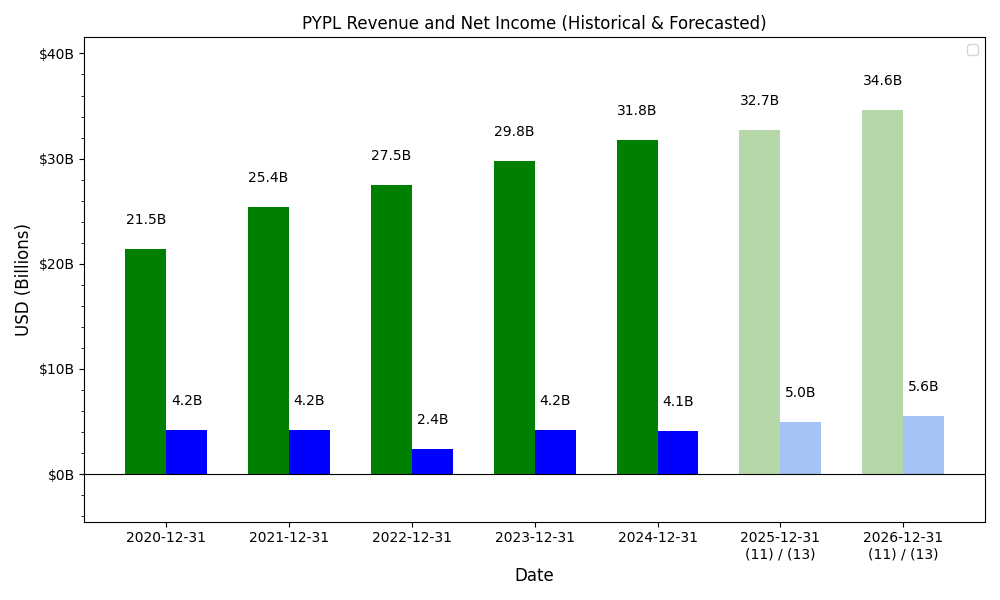 PYPL Revenue and Net Income (Historical & Forecasted)
$40B
$30B
$20B
$10B
$0B
USD (Billions)
21.5B
4.2B
25.4B
4.2B
27.5B
2.4B
29.8B
4.2B
31.8B
4.1B
32.7B
5.0B
34.6B
5.6B
2020-12-31
2021-12-31
2022-12-31
2023-12-31
2024-12-31
2025-12-31
(11) / (13)
2026-12-31
(11) / (13)
Date